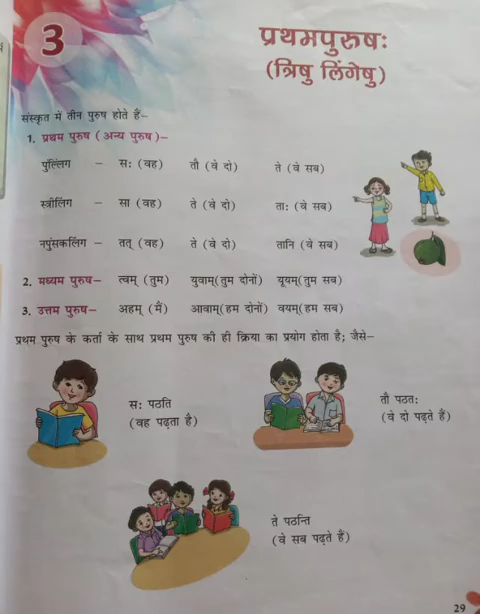 3
प्रथमपुरुषः
(त्रिषु लिंगेषु)
संस्कृत में तीन पुरुष होते हैं–
1. प्रथम पुरुष (अन्य पुरुष)–
पुंल्लिग – सः (वह) तौ (वे दो) ते (वे सब)
स्त्रीलिंग – सा (वह) ते (वे दो) ताः (वे सब)
नपुंसकलिंग – तत् (वह) ते (वे दो) तानि (वे सब)
2. मध्यम पुरुष– त्वम् (तुम) युवाम्(तुम दोनों) यूयम्(तुम सब)
3. उत्तम पुरुष– अहम् (मैं) आवाम्(हम दोनों) वयम्(हम सब)
प्रथम पुरुष के कर्ता के साथ प्रथम पुरुष की ही क्रिया का प्रयोग होता है; जैसे–
सः पठति
(वह पढ़ता है)
तौ पठतः
(वे दो पढ़ते हैं)
ते पठन्ति
(वे सब पढ़ते हैं)
29